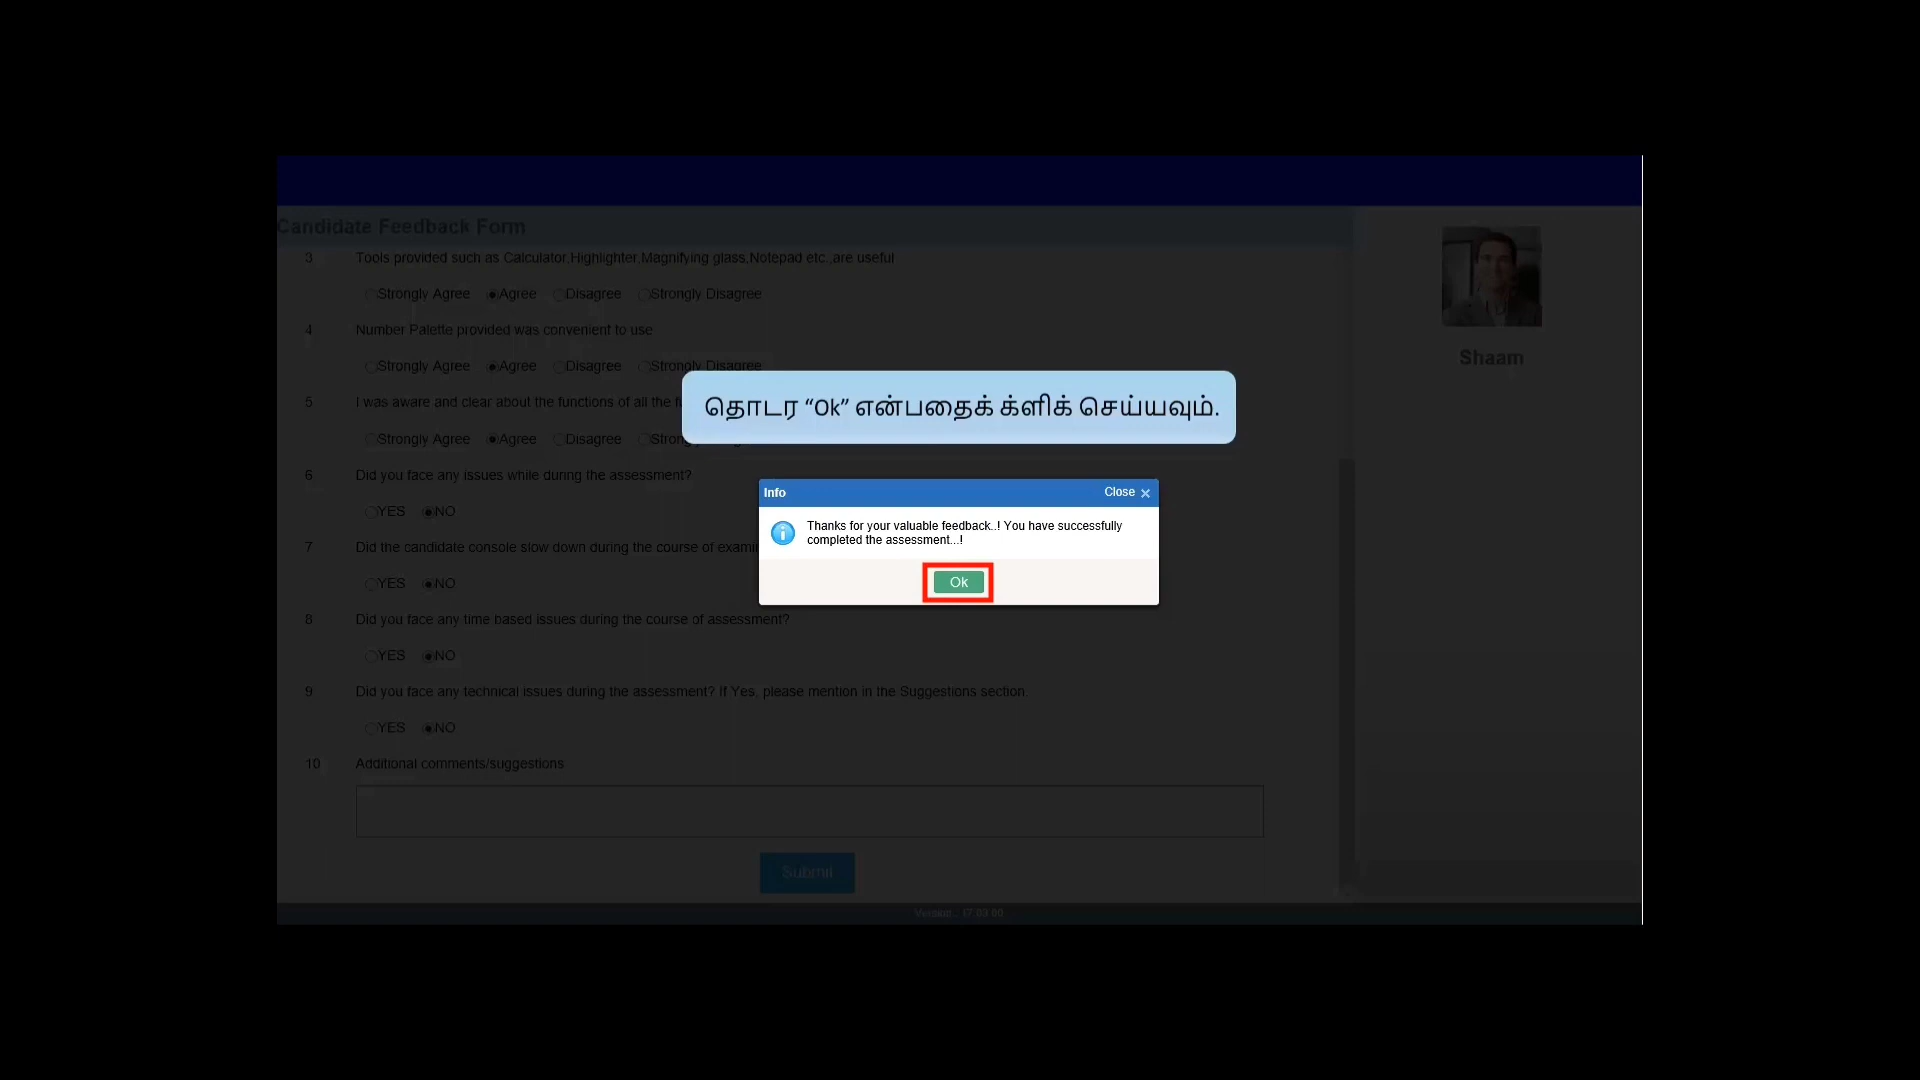 Candidate Feedback Form
3 Tools provided such as Calculator,Highlighter,Magnifying glass,Notepad etc.,are useful
Strongly Agree Agree Disagree Strongly Disagree
Shaam
4 Number Palette provided was convenient to use
Strongly Agree Agree Disagree Strongly Disagree
5 I was aware and clear about the functions of all the
தொடர “Ok” என்பதைக் க்ளிக் செய்யவும்.
Strongly Agree Agree Disagree
6 Did you face any issues while during the assessment?
YES NO
Info Close
Thanks for your valuable feedback..! You have successfully
completed the assessment...!
Ok
7 Did the candidate console slow down during the course of
YES NO
8 Did you face any time based issues during the course of assessment?
YES NO
9 Did you face any technical issues during the assessment? If Yes, please mention in the Suggestions section.
YES NO
10 Additional comments/suggestions
Submit
Version : 17.03.00